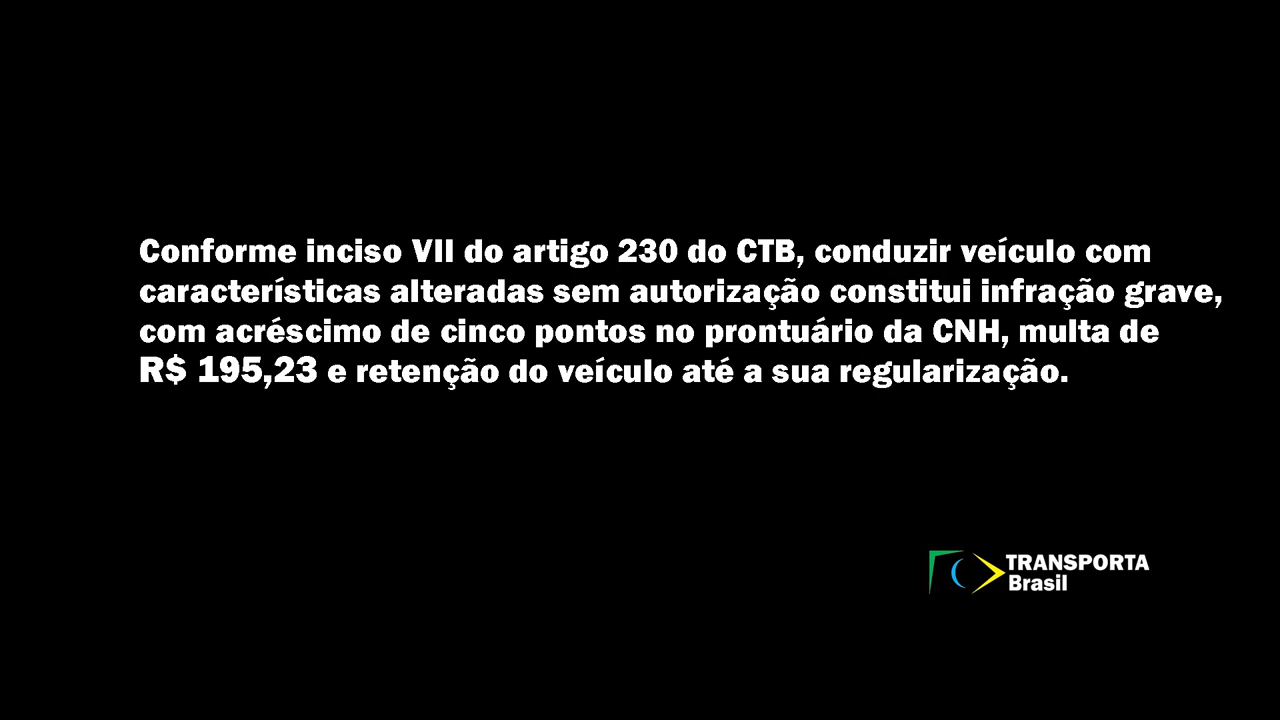 Conforme inciso VII do artigo 230 do CTB, conduzir veículo com
características alteradas sem autorização constitui infração grave,
com acréscimo de cinco pontos no prontuário da CNH, multa de
R$ 195,23 e retenção do veículo até a sua regularização.
TRANSPORTA
Brasil